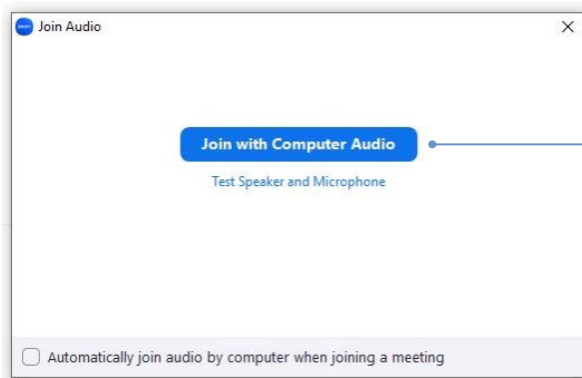 Join Audio
Join with Computer Audio
Test Speaker and Microphone
Automatically join audio by computer when joining a meeting